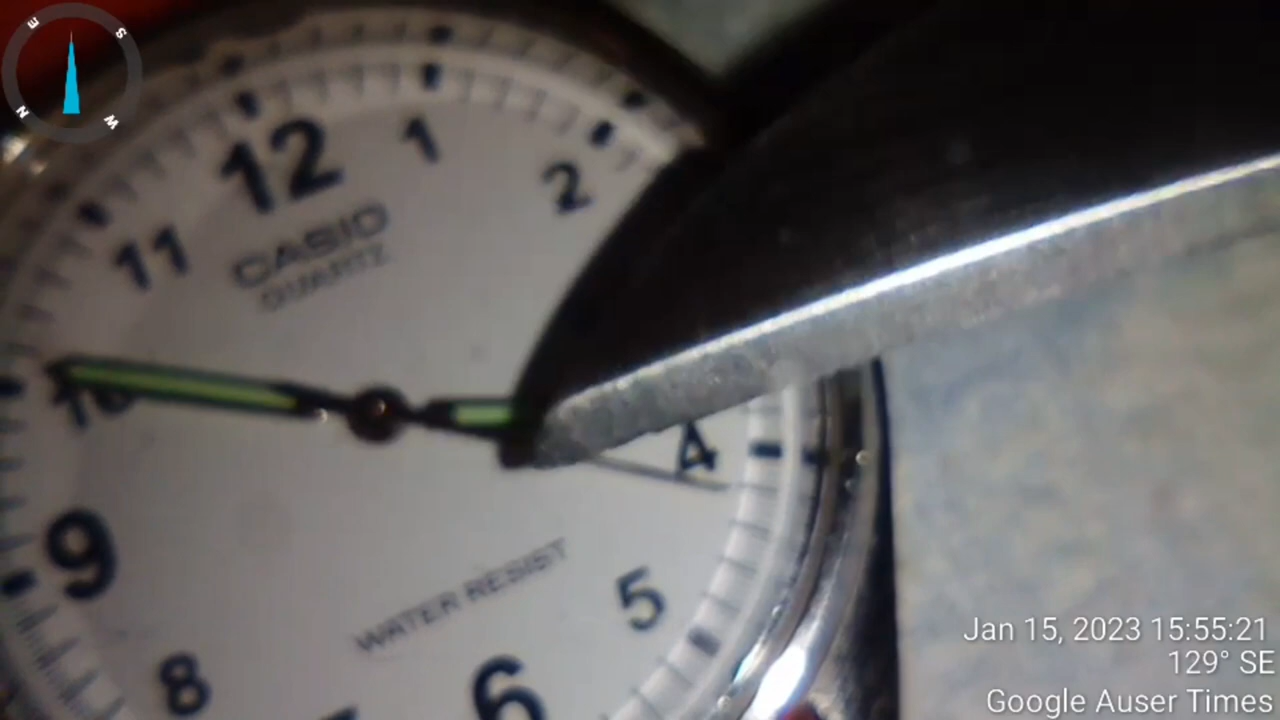 E
S
N
W
12
1
2
11
CASIO
QUARTZ
10
4
9
WATER RESIST
5
8
6
Jan 15, 2023 15:55:21
129° SE
Google Auser Times